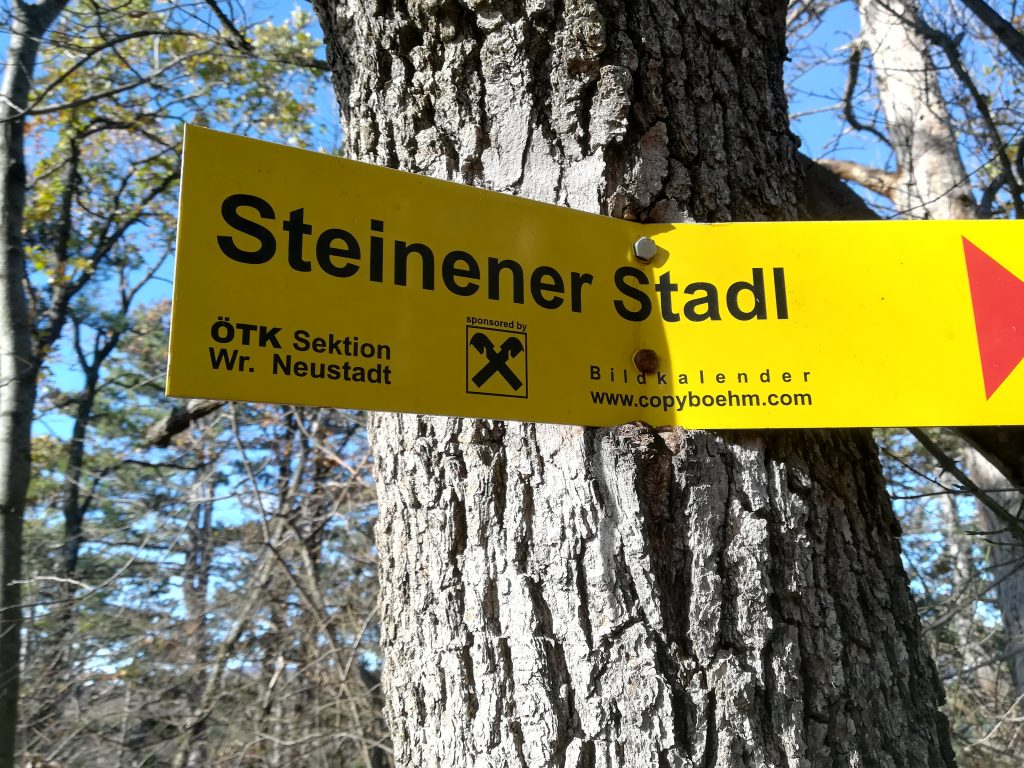 Steinener Stadl
ÖTK Sektion
Wr. Neustadt
sponsored by
Bildkalender
www.copyboehm.com